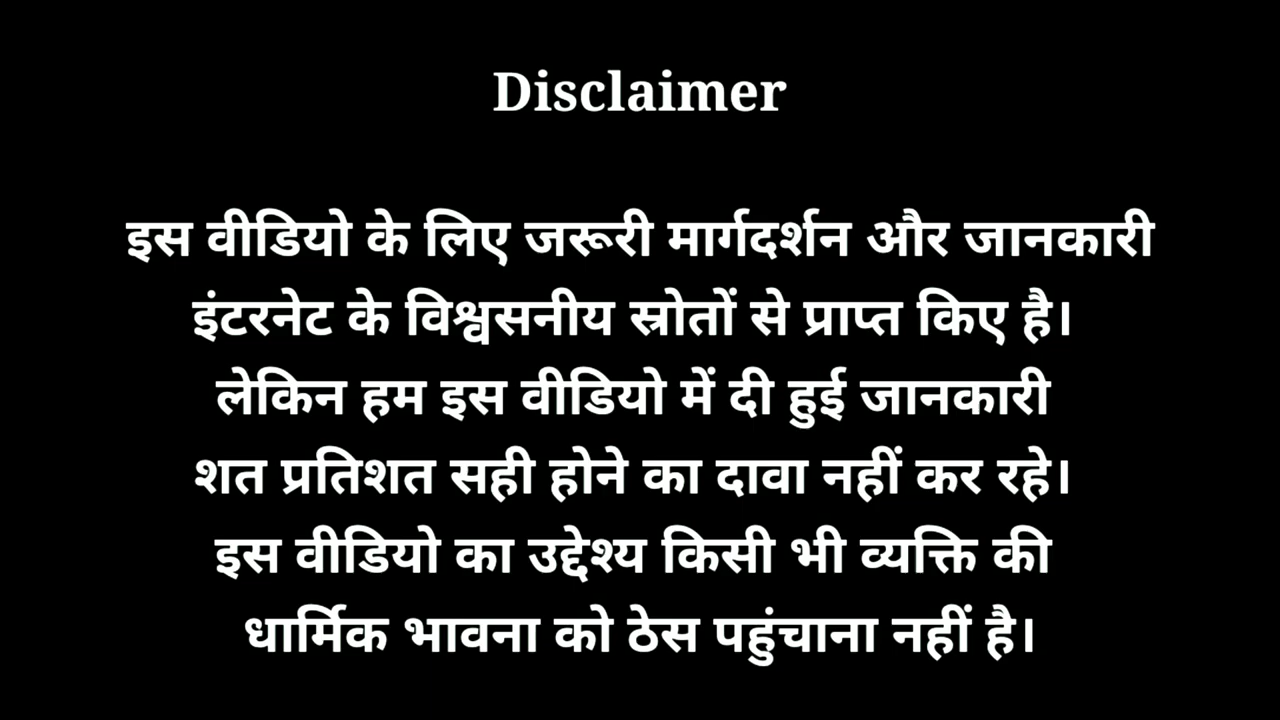 Disclaimer
इस वीडियो के लिए जरूरी मार्गदर्शन और जानकारी
इंटरनेट के विश्वसनीय स्रोतों से प्राप्त किए है।
लेकिन हम इस वीडियो में दी हुई जानकारी
शत प्रतिशत सही होने का दावा नहीं कर रहे।
इस वीडियो का उद्देश्य किसी भी व्यक्ति की
धार्मिक भावना को ठेस पहुंचाना नहीं है।